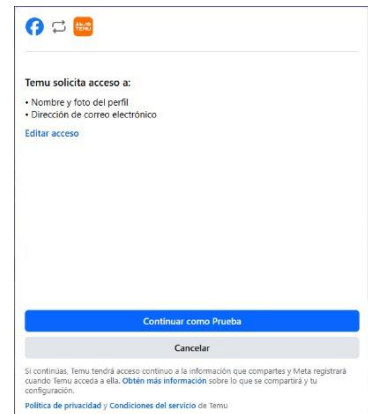 Temu solicita acceso a:
• Nombre y foto del perfil
• Dirección de correo electrónico
Editar acceso
Continuar como Prueba
Cancelar
Si continúas, Temu tendrá acceso continuo a la información que compartes y Meta registrará
cuando Temu acceda a ella. Obtén más información sobre lo que se compartirá y tu
configuración.
Política de privacidad y Condiciones del servicio de Temu